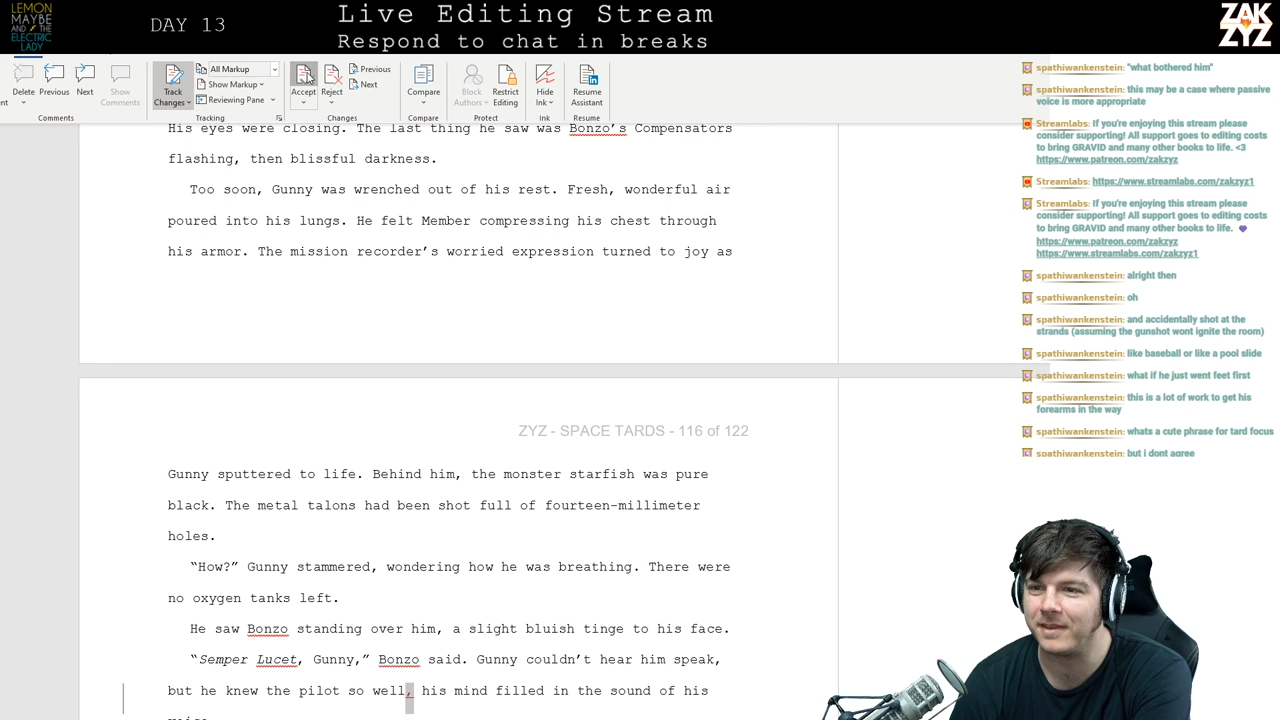 LEMON
MAYBE
AND THE
ELECTRIC
LADY
DAY 13
Live Editing Stream
Respond to chat in breaks
ZAK
ZYZ
Delete
Previous
Next
Show
Comments
Comments
Track
Changes
All Markup
Show Markup
Reviewing Pane
Tracking
Accept
Reject
Previous
Next
Changes
Compare
Compare
Block
Authors
Restrict
Editing
Protect
Hide
Ink
Ink
Resume
Assistant
Resume
His eyes were closing. The last thing he saw was Bonzo’s Compensators
flashing, then blissful darkness.
Too soon, Gunny was wrenched out of his rest. Fresh, wonderful air
poured into his lungs. He felt Member compressing his chest through
his armor. The mission recorder’s worried expression turned to joy as
ZYZ - SPACE TARDS - 116 of 122
Gunny sputtered to life. Behind him, the monster starfish was pure
black. The metal talons had been shot full of fourteen-millimeter
holes.
“How?” Gunny stammered, wondering how he was breathing. There were
no oxygen tanks left.
He saw Bonzo standing over him, a slight bluish tinge to his face.
“Semper Lucet, Gunny,” Bonzo said. Gunny couldn’t hear him speak,
but he knew the pilot so well, his mind filled in the sound of his
spathiwankenstein: "what bothered him"
spathiwankenstein: this may be a case where passive
voice is more appropriate
Streamlabs: If you're enjoying this stream please
consider supporting! All support goes to editing costs
to bring GRAVID and many other books to life. <3
https://www.patreon.com/zakzyz
Streamlabs: https://www.streamlabs.com/zakzyz1
Streamlabs: If you're enjoying this stream please
consider supporting! All support goes to editing costs
to bring GRAVID and many other books to life. 💜
https://www.patreon.com/zakzyz
https://www.streamlabs.com/zakzyz1
spathiwankenstein: alright then
spathiwankenstein: oh
spathiwankenstein: and accidentally shot at the
strands (assuming the gunshot wont ignite the room)
spathiwankenstein: like baseball or like a pool slide
spathiwankenstein: what if he just went feet first
spathiwankenstein: this is a lot of work to get his
forearms in the way
spathiwankenstein: whats a cute phrase for tard focus
spathiwankenstein: but i dont agree